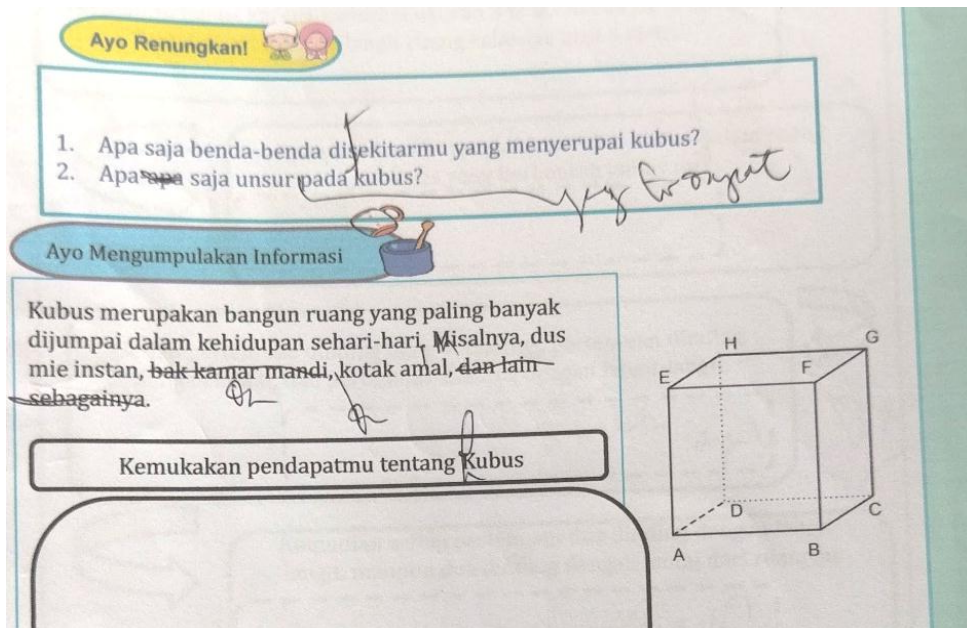 Ayo Renungkan!
1. Apa saja benda-benda disekitarmu yang menyerupai kubus?
2. Apa apa saja unsur pada kubus?
yang
Ayo Mengumpulakan Informasi
Kubus merupakan bangun ruang yang paling banyak
dijumpai dalam kehidupan sehari-hari, Misalnya, dus
mie instan, bak kamar mandi, kotak amal, dan lain
sebagainya.
Kemukakan pendapatmu tentang Kubus
H
G
E
F
D
C
A
B